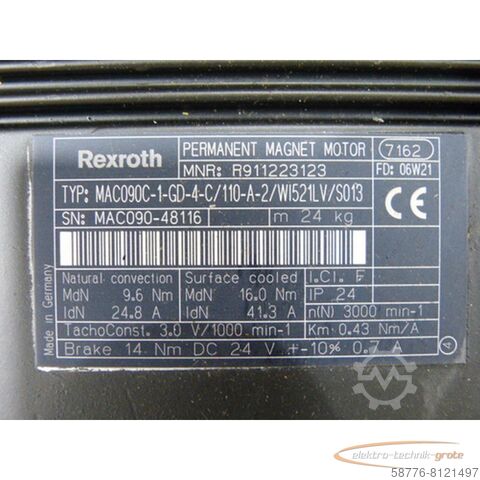 Rexroth PERMANENT MAGNET MOTOR 7162
MNR: R911223123 FD: 06W21
TYP: MAC090C-1-GD-4-C/110-A-2/WI521LV/S013
SN: MAC090-48116 m 24 kg
CE
Made in Germany
Natural convection Surface cooled I.Cl. F
MdN 9.6 Nm MdN 16.0 Nm IP 24
IdN 24.8 A IdN 41.3 A n(N) 3000 min-1
TachoConst. 3.0 V/1000 min-1 Km 0.43 Nm/A
Brake 14 Nm DC 24 V +-10% 0.7 A 4
elektro-technik-grote
58776-8121497